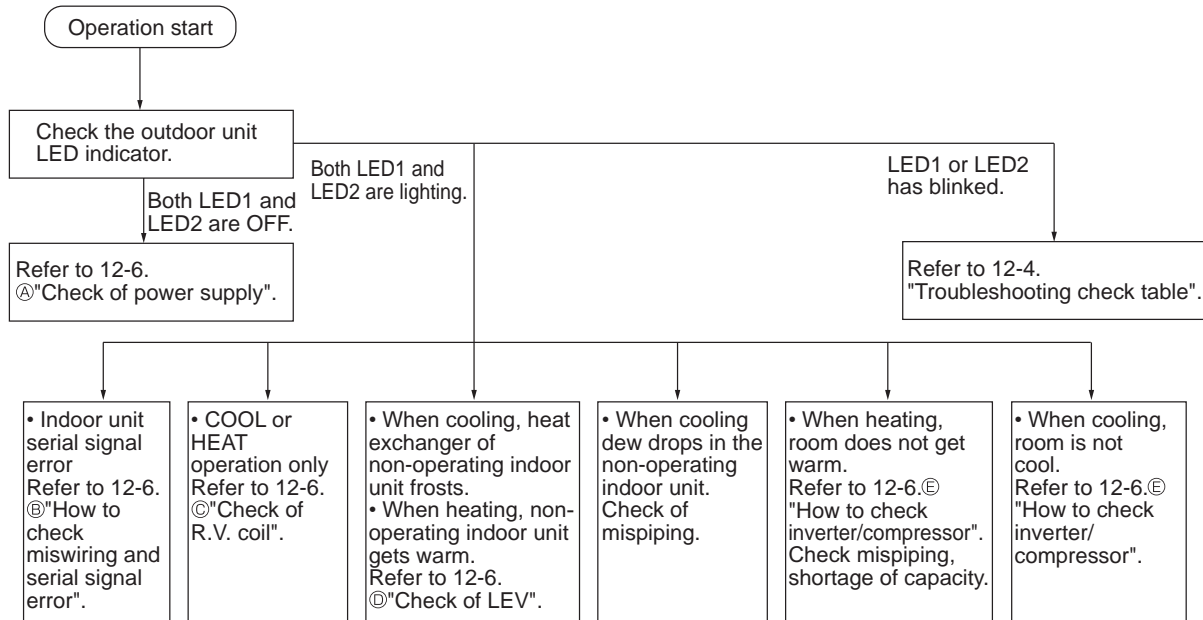 Operation start
Check the outdoor unit
LED indicator.
Both LED1 and
LED2 are OFF.
Both LED1 and
LED2 are lighting.
LED1 or LED2
has blinked.
Refer to 12-6.
Ⓐ"Check of power supply".
Refer to 12-4.
"Troubleshooting check table".
• Indoor unit
serial signal
error
Refer to 12-6.
Ⓑ"How to
check
miswiring and
serial signal
error".
• COOL or
HEAT
operation only
Refer to 12-6.
Ⓒ"Check of
R.V. coil".
• When cooling, heat
exchanger of
non-operating indoor
unit frosts.
• When heating, non-
operating indoor unit
gets warm.
Refer to 12-6.
Ⓓ"Check of LEV".
• When cooling
dew drops in the
non-operating
indoor unit.
Check of
mispiping.
• When heating,
room does not get
warm.
Refer to 12-6.Ⓔ
"How to check
inverter/compressor".
Check mispiping,
shortage of capacity.
• When cooling,
room is not
cool.
Refer to 12-6.Ⓔ
"How to check
inverter/
compressor".